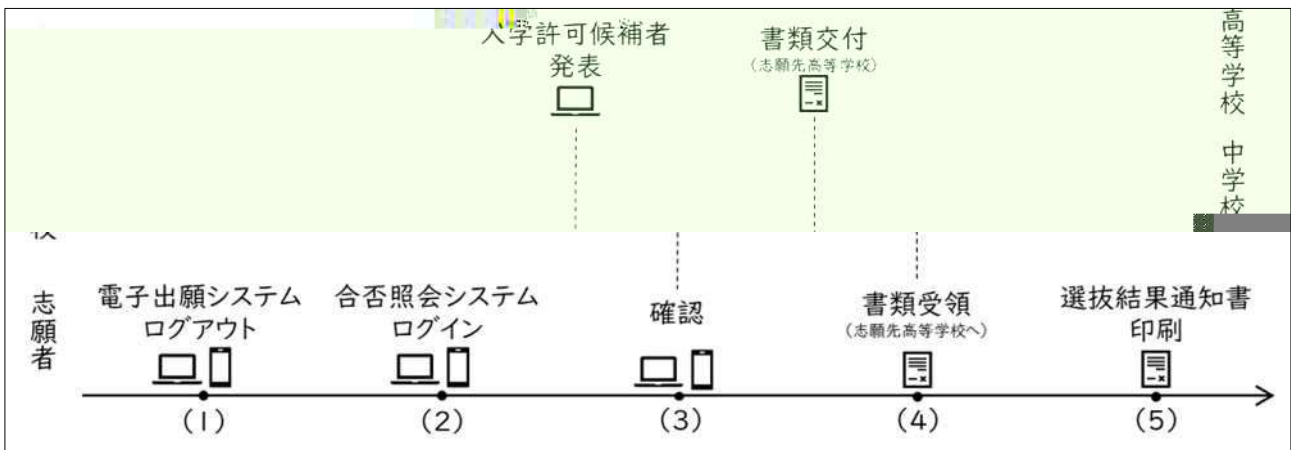 入学許可候補者
発表
書類交付
(志願先高等学校)
高等学校
中学校
志願者
電子出願システム
ログアウト
合否照会システム
ログイン
確認
書類受領
(志願先高等学校へ)
選抜結果通知書
印刷
(1)
(2)
(3)
(4)
(5)